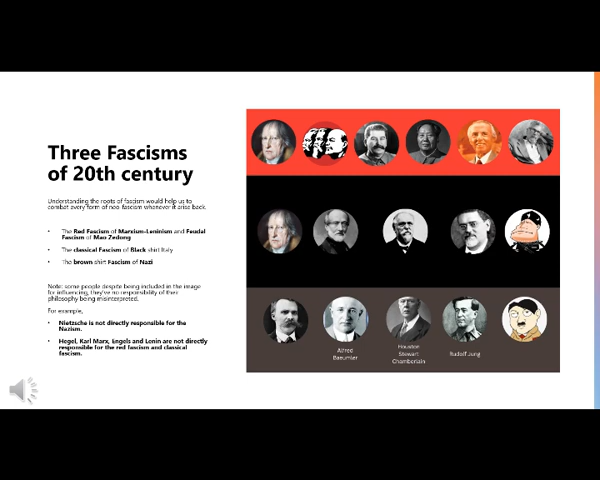 Three Fascisms
of 20th century
Understanding the roots of fascism would help us to
combat every form of neo-fascism whenever it arise back.
• The Red Fascism of Marxism-Leninism and Feudal
Fascism of Mao Zedong
• The classical Fascism of Black shirt Italy
• The brown shirt Fascism of Nazi
Note: some people despite being included in the image
for influencing, they've no responsibility of their
philosophy being misinterpreted.
For example,
• Nietzsche is not directly responsible for the
Nazism.
• Hegel, Karl Marx, Engels and Lenin are not directly
responsible for the red fascism and classical
fascism.
Alfred
Baeumler
Houston
Stewart
Chamberlain
Rudolf Jung